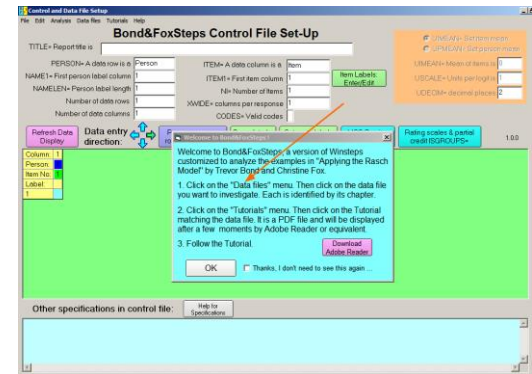 Control and Data File Setup
File Edit Analysis Data files Tutorials Help
Bond&FoxSteps Control File Set-Up
TITLE= Report title is
PERSON= A data row is a Person
ITEM= A data column is a Item
NAME1= First person label column 1
ITEM1= First item column 1
NAMELEN= Person label length 1
NI= Number of items 1
Number of data rows 1
XWIDE= columns per response 1
Number of data columns 1
CODES= Valid codes
Item Labels:
Enter/Edit
UIMEAN= Set item mean
UPMEAN= Set person mean
UIMEAN= Mean of items is 0
USCALE= Units per logit is 1
UDECIM= decimal places 2
Refresh Data
Display
Data entry
direction:
Rating scales & partial
credit ISGROUPS=
1.0.0
Column: 1
Person:
Item No: 1
Label:
1
Welcome to Bond&FoxSteps
Welcome to Bond&FoxSteps, a version of Winsteps
customized to analyze the examples in "Applying the Rasch
Model" by Trevor Bond and Christine Fox.
1. Click on the "Data files" menu. Then click on the data file
you want to investigate. Each is identified by its chapter.
2. Click on the "Tutorials" menu. Then click on the Tutorial
matching the data file. It is a PDF file and will be displayed
after a few moments by Adobe Reader or equivalent.
3. Follow the Tutorial.
Download
Adobe Reader
OK
Thanks, I don't need to see this again ...
Other specifications in control file:
Help for
Specifications